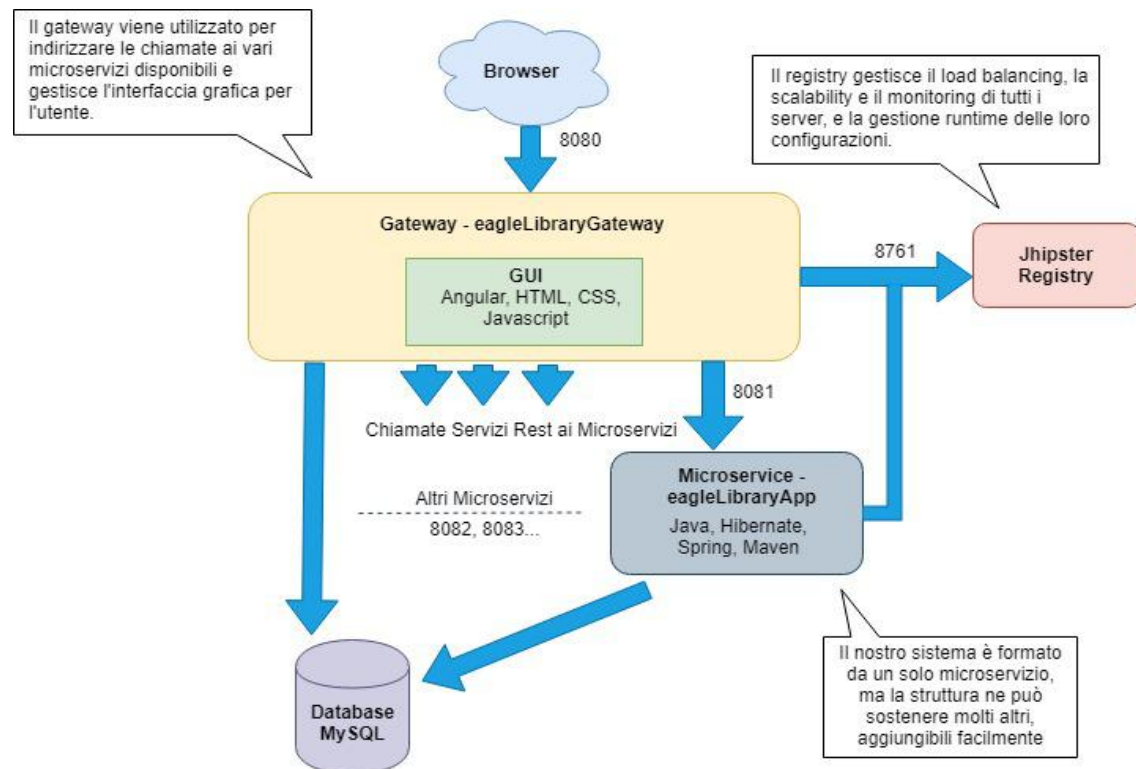 Il gateway viene utilizzato per
indirizzare le chiamate ai vari
microservizi disponibili e
gestisce l'interfaccia grafica per
l'utente.
Browser
8080
Il registry gestisce il load balancing, la
scalability e il monitoring di tutti i
server, e la gestione runtime delle loro
configurazioni.
Gateway - eagleLibraryGateway
GUI
Angular, HTML, CSS,
Javascript
8761
Jhipster
Registry
8081
Chiamate Servizi Rest ai Microservizi
Altri Microservizi
8082, 8083...
Microservice -
eagleLibraryApp
Java, Hibernate,
Spring, Maven
Il nostro sistema è formato
da un solo microservizio,
ma la struttura ne può
sostenere molti altri,
aggiungibili facilmente
Database
MySQL